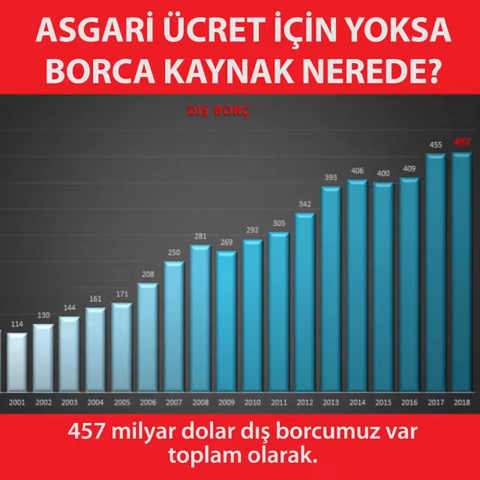 ASGARİ ÜCRET İÇİN YOKSA
BORCA KAYNAK NEREDE?
DIŞ BORÇ
114 130 144 161 171 208 250 281 269 292 305 342 393 406 400 409 455 457
2001 2002 2003 2004 2005 2006 2007 2008 2009 2010 2011 2012 2013 2014 2015 2016 2017 2018
457 milyar dolar dış borcumuz var
toplam olarak.